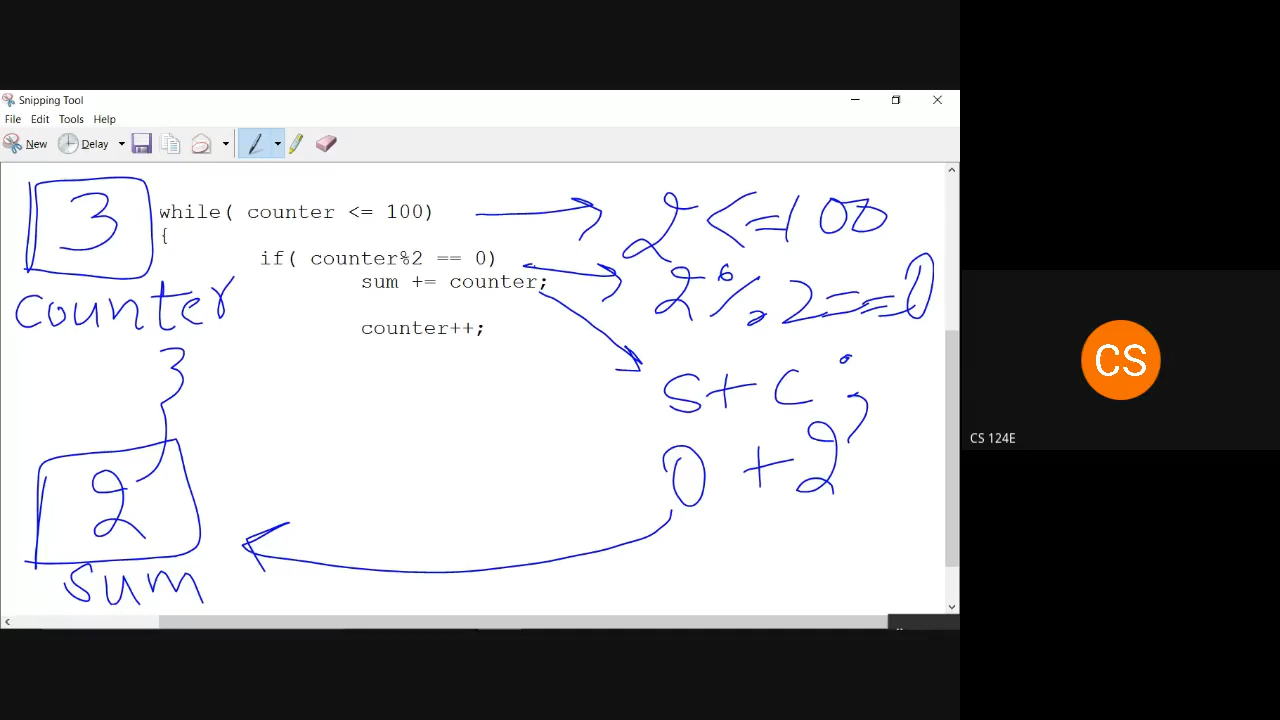 Snipping Tool
File Edit Tools Help
New Delay
3
while( counter <= 100)
2 <= 100
{
if( counter%2 == 0)
2 % 2 == 0
sum += counter;
counter
counter++;
3
s + c ;
0 + 2
2
sum
CS
CS 124E